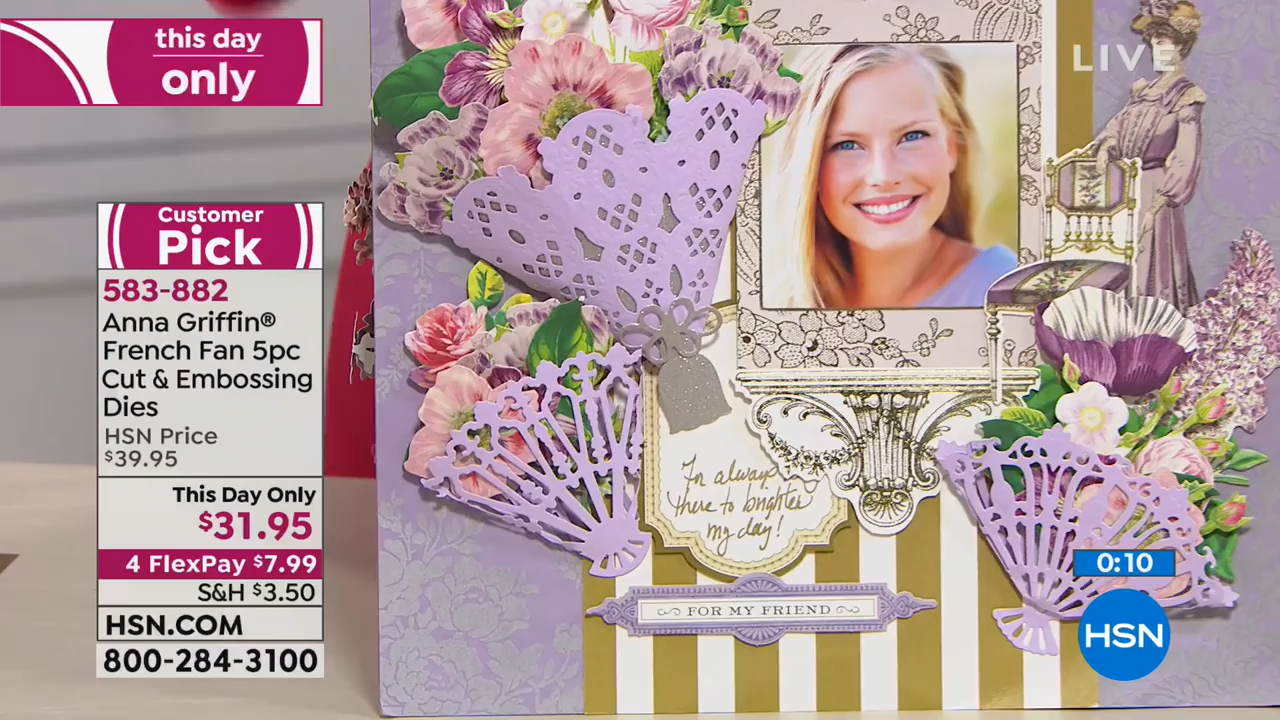 this day
only
LIVE
Customer
Pick
583-882
Anna Griffin®
French Fan 5pc
Cut & Embossing
Dies
HSN Price
$39.95
This Day Only
$31.95
4 FlexPay $7.99
S&H $3.50
HSN.COM
800-284-3100
In always
there to brighten
my day!
FOR MY FRIEND
0:10
HSN